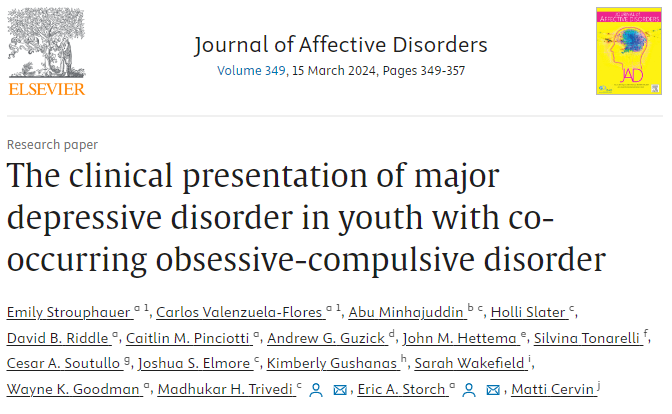 Journal of Affective Disorders
Volume 349, 15 March 2024, Pages 349-357
ELSEVIER
JOURNAL OF
AFFECTIVE DISORDERS
JAD
Research paper
The clinical presentation of major
depressive disorder in youth with co-
occurring obsessive-compulsive disorder
Emily Strouphauer a 1, Carlos Valenzuela-Flores a 1, Abu Minhajuddin b c, Holli Slater c,
David B. Riddle a, Caitlin M. Pinciotti a, Andrew G. Guzick d, John M. Hettema e, Silvina Tonarelli f,
Cesar A. Soutullo g, Joshua S. Elmore c, Kimberly Gushanas h, Sarah Wakefield i,
Wayne K. Goodman a, Madhukar H. Trivedi c, Eric A. Storch a, Matti Cervin j